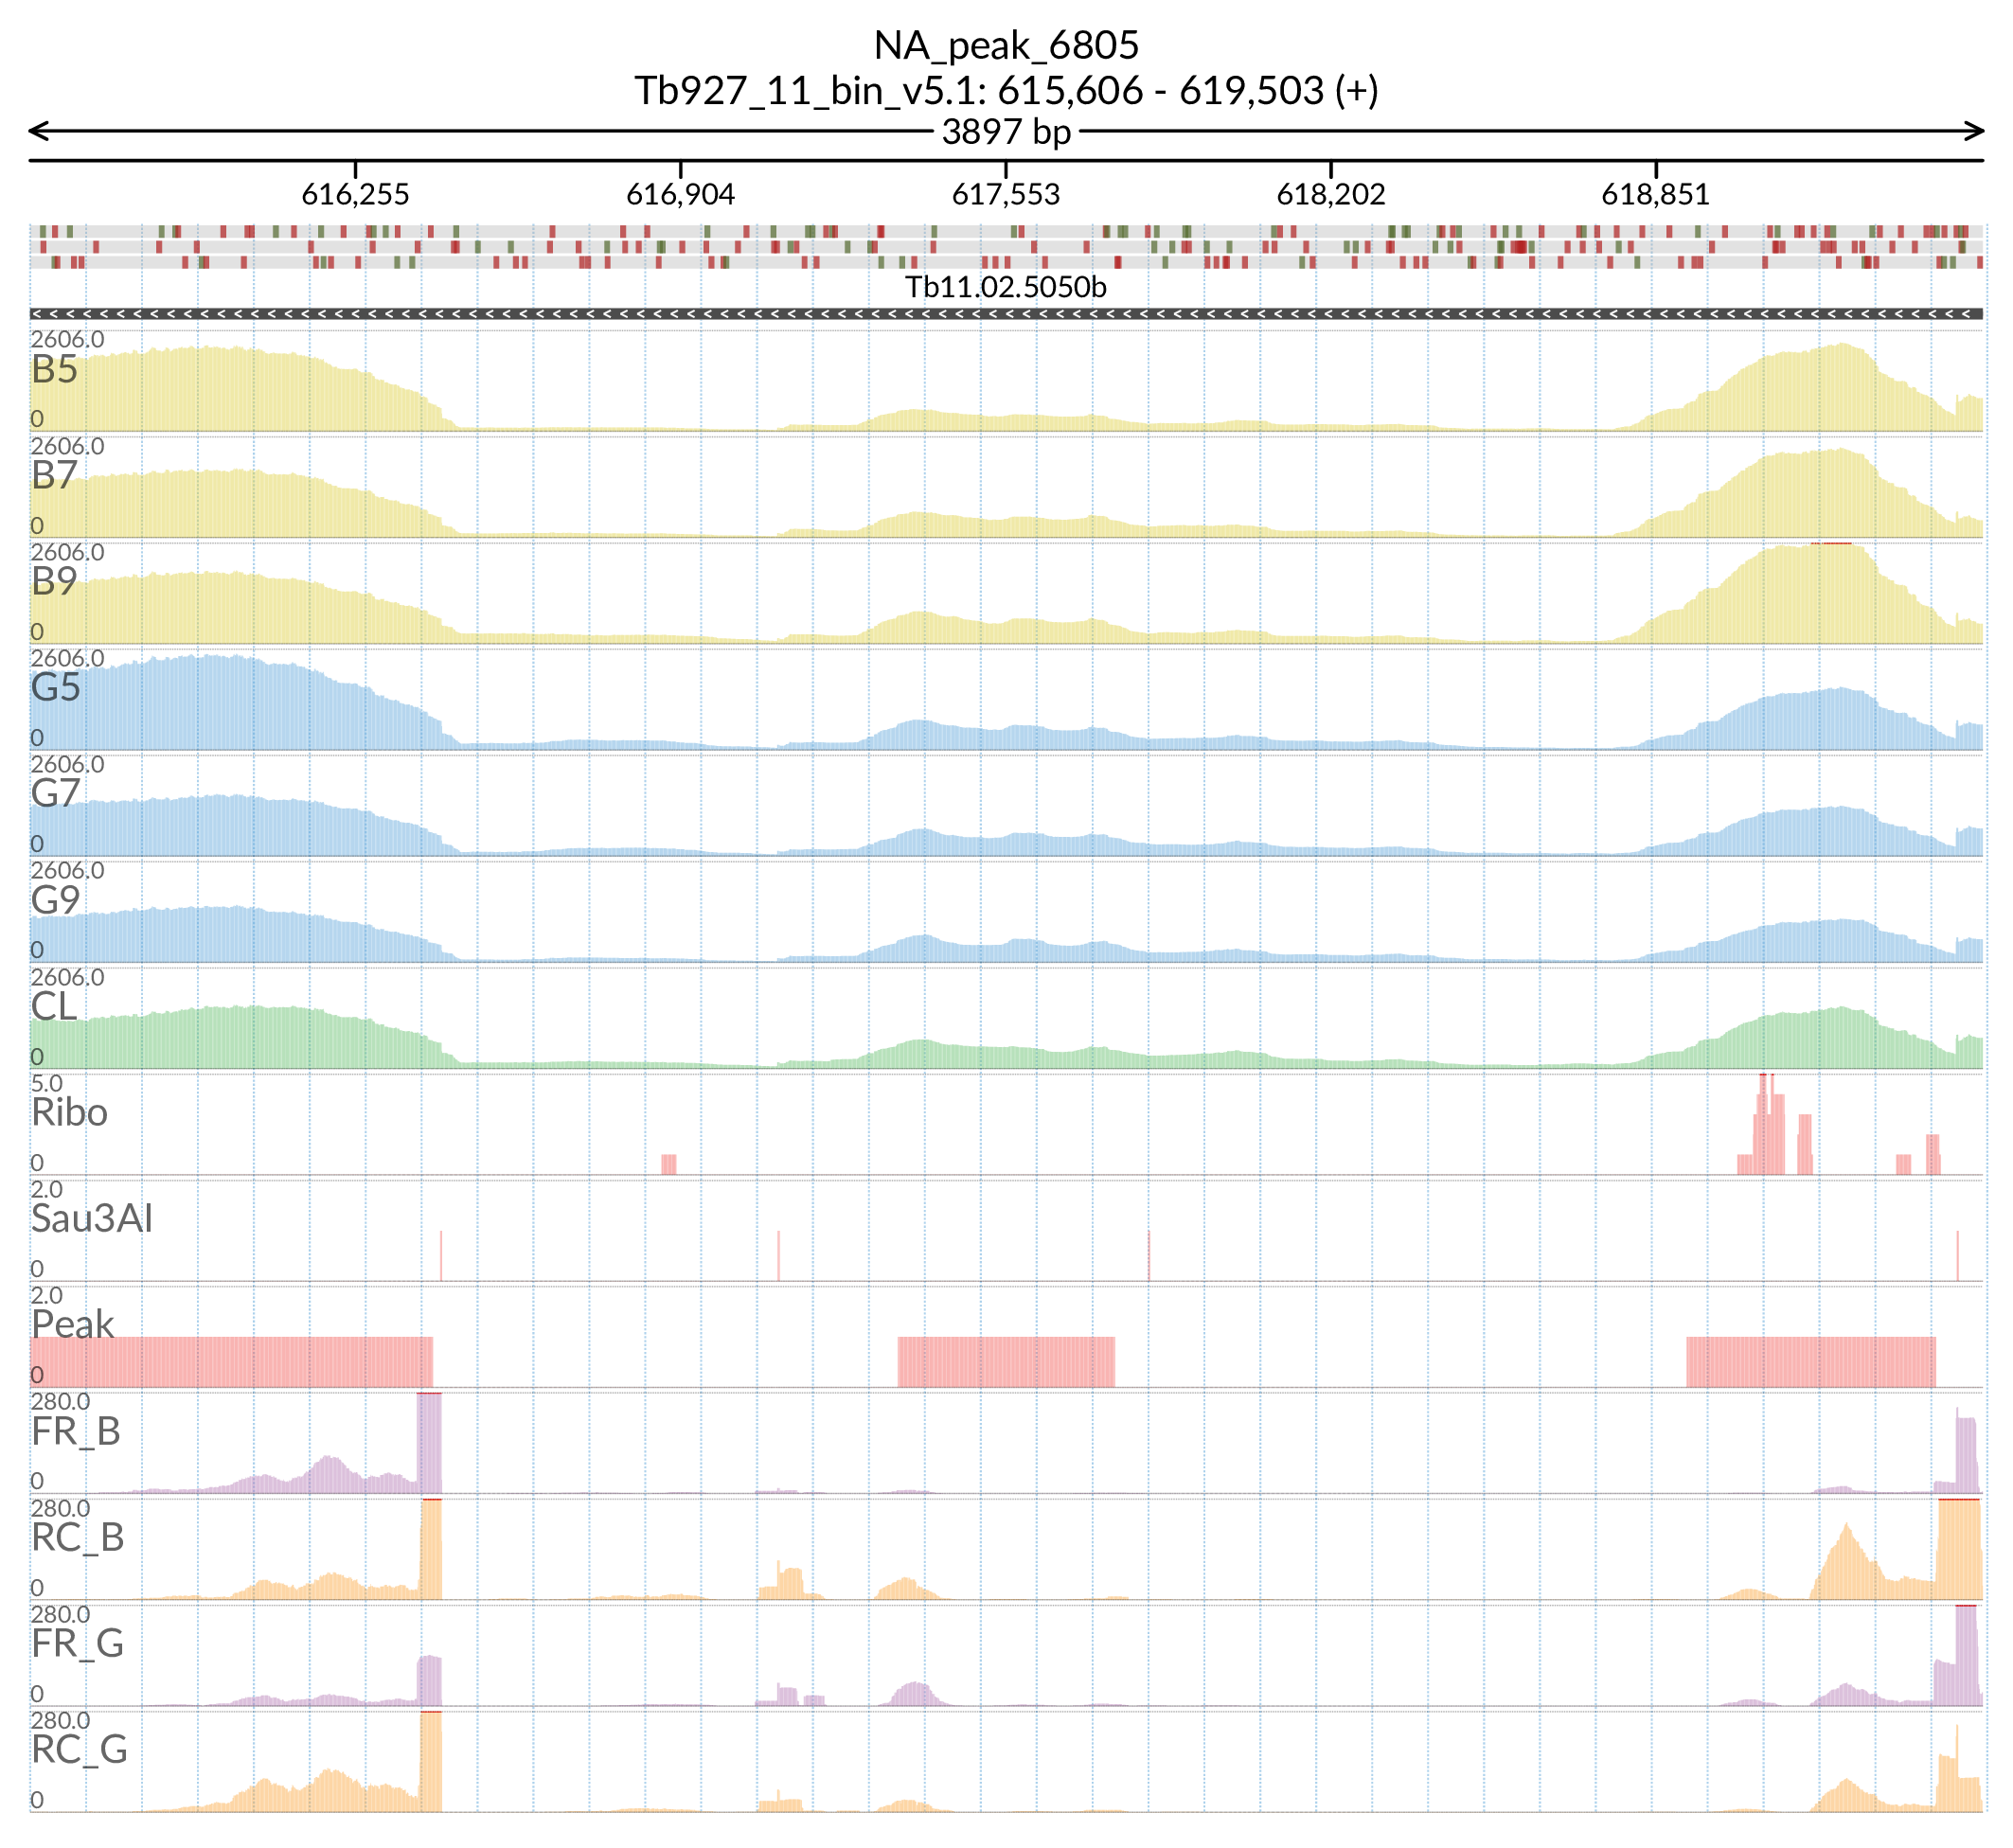 NA_peak_6805
Tb927_11_bin_v5.1: 615,606 - 619,503 (+)
3897 bp
616,255 616,904 617,553 618,202 618,851
Tb11.02.5050b
2606.0
B5
0
2606.0
B7
0
2606.0
B9
0
2606.0
G5
0
2606.0
G7
0
2606.0
G9
0
2606.0
CL
0
5.0
Ribo
0
2.0
Sau3AI
0
2.0
Peak
0
280.0
FR_B
0
280.0
RC_B
0
280.0
FR_G
0
280.0
RC_G
0